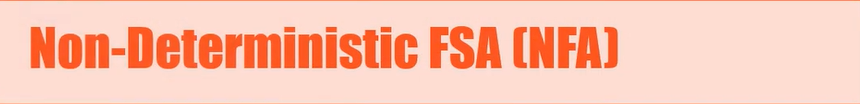 Non-Deterministic FSA (NFA)